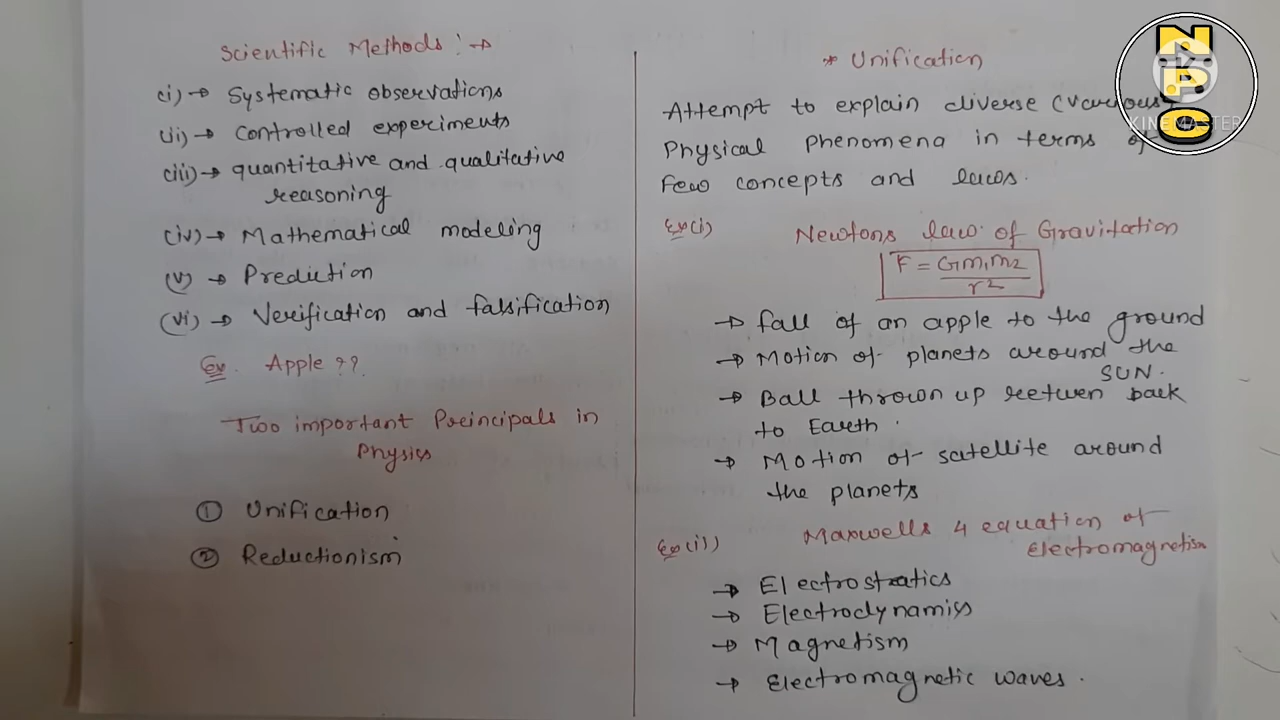 Scientific Methods :→
(i) → Systematic observations
(ii) → Controlled experiments
(iii) → quantitative and qualitative
reasoning
(iv) → Mathematical modeling
(v) → Prediction
(vi) → Verification and falsification
Ex. Apple ??
Two important Principals in
Physics
① Unification
② Reductionism
* Unification
Attempt to explain diverse (various
Physical phenomena in terms of
few concepts and laws.
Ex(i) Newtons law of Gravitation
F = Gm1m2
r2
→ fall of an apple to the ground
→ Motion of planets around the
SUN.
→ Ball thrown up back
to Earth.
→ Motion of satellite around
the planets
Ex(ii) Maxwells 4 equation of
Electromagnetism
→ Electrostratics
→ Electrodynamiss
→ Magnetism
→ Electromagnetic waves.
N
P
C
KINEMASTER